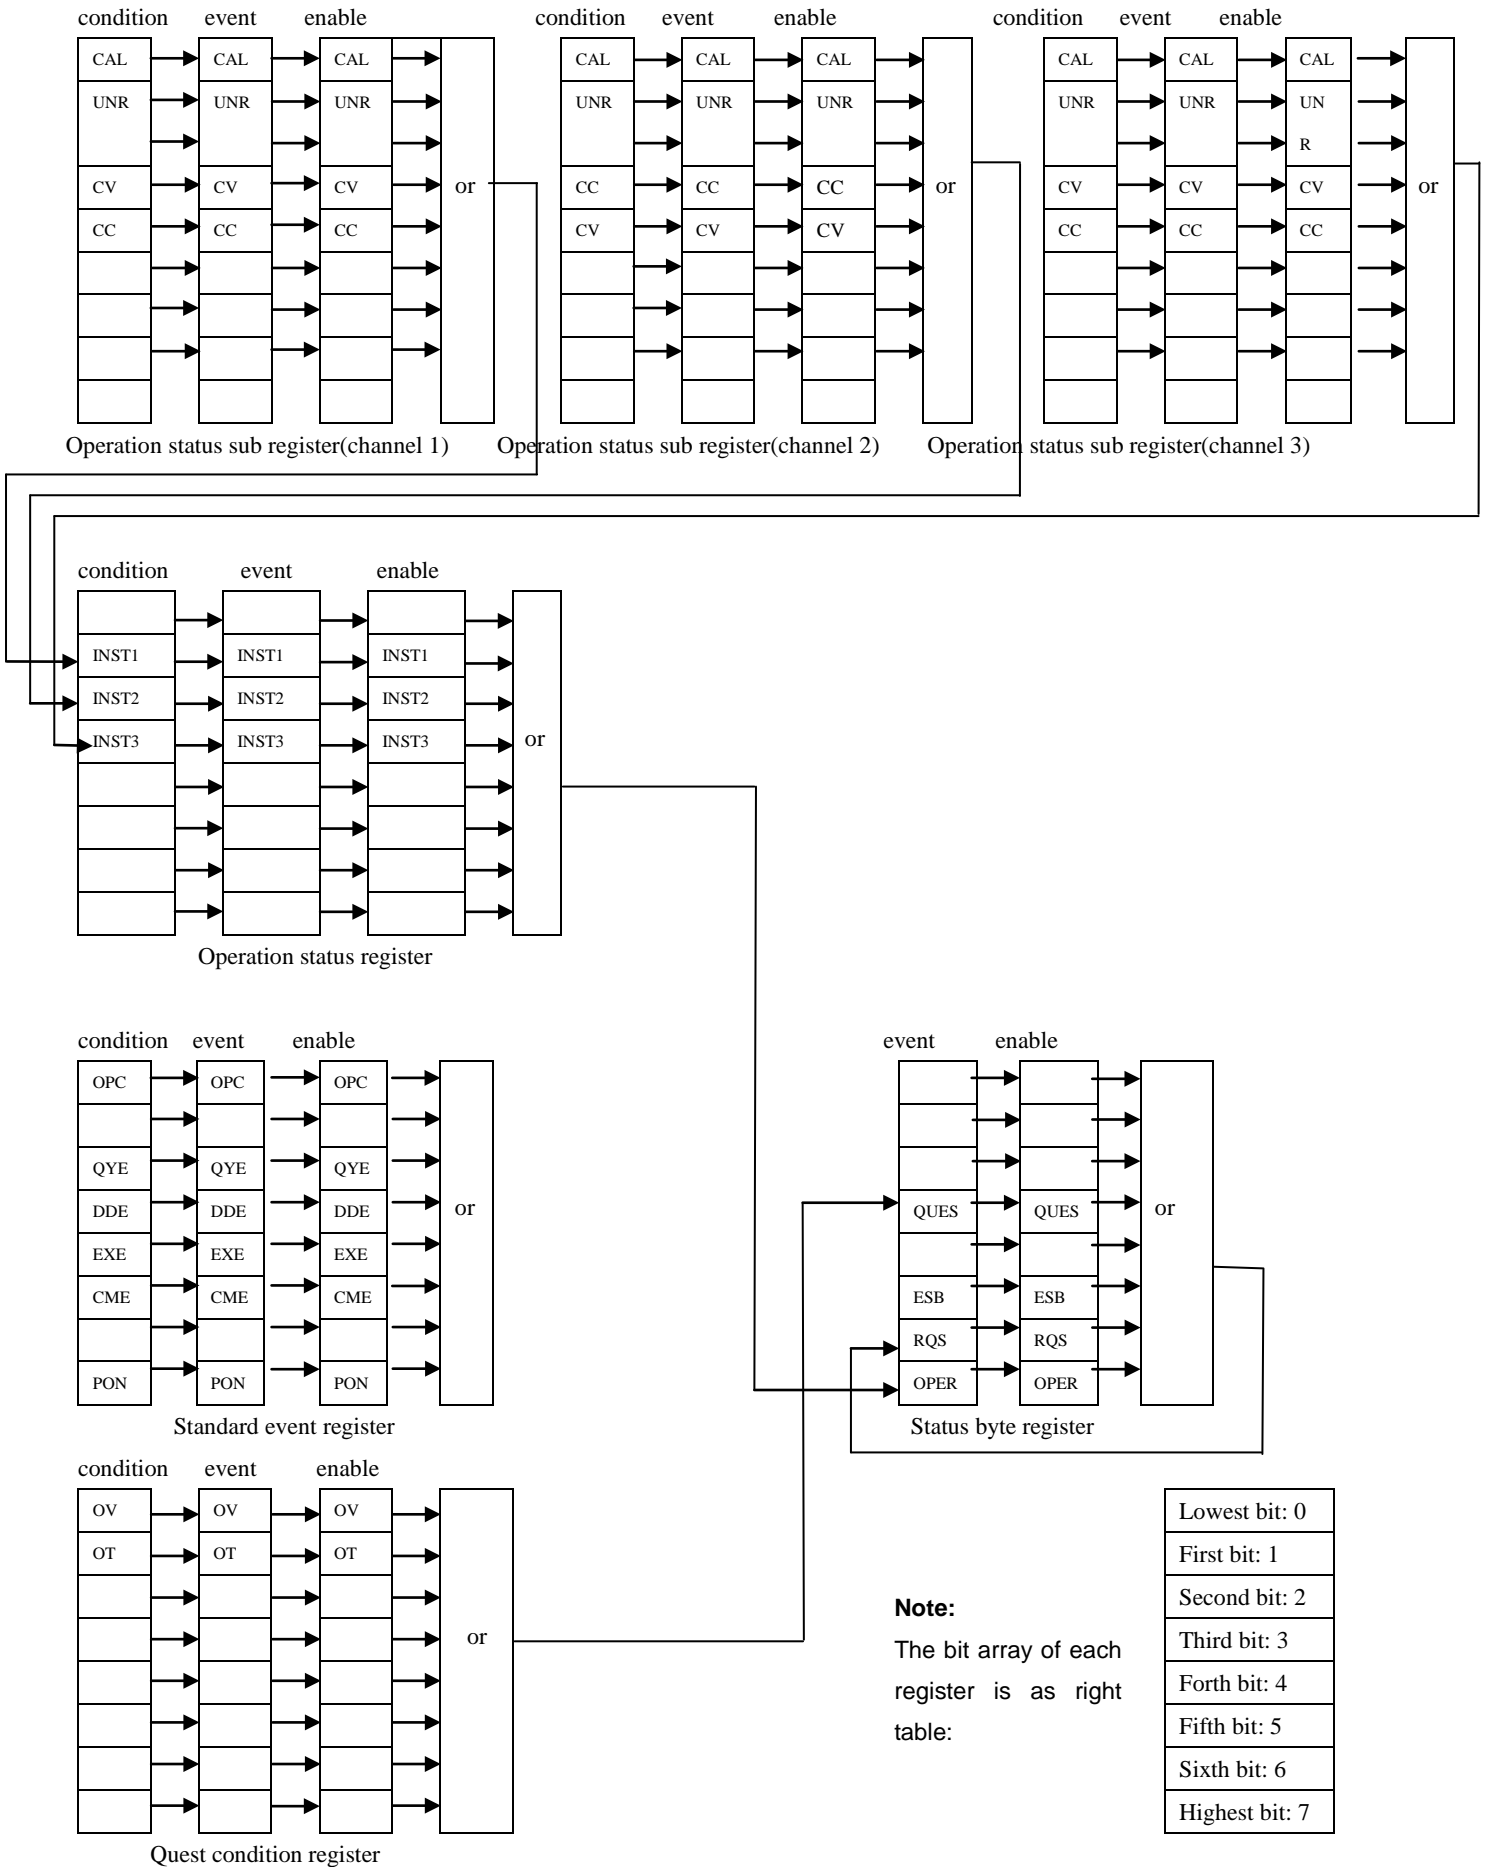 condition event enable condition event enable condition event enable
CAL CAL CAL CAL CAL CAL CAL CAL CAL
UNR UNR UNR UNR UNR UNR UNR UNR UN
R
CV CV CV or CC CC CC or CV CV CV or
CC CC CC CV CV CV CC CC CC
Operation status sub register(channel 1) Operation status sub register(channel 2) Operation status sub register(channel 3)
condition event enable
INST1 INST1 INST1
INST2 INST2 INST2
INST3 INST3 INST3 or
Operation status register
condition event enable event enable
OPC OPC OPC
QYE QYE QYE
DDE DDE DDE or QUES QUES or
EXE EXE EXE
CME CME CME ESB ESB
RQS RQS
PON PON PON OPER OPER
Standard event register Status byte register
condition event enable
OV OV OV Lowest bit: 0
OT OT OT First bit: 1
Second bit: 2
Note:
or Third bit: 3
The bit array of each
Forth bit: 4
register is as right
Fifth bit: 5
table:
Sixth bit: 6
Highest bit: 7
Quest condition register